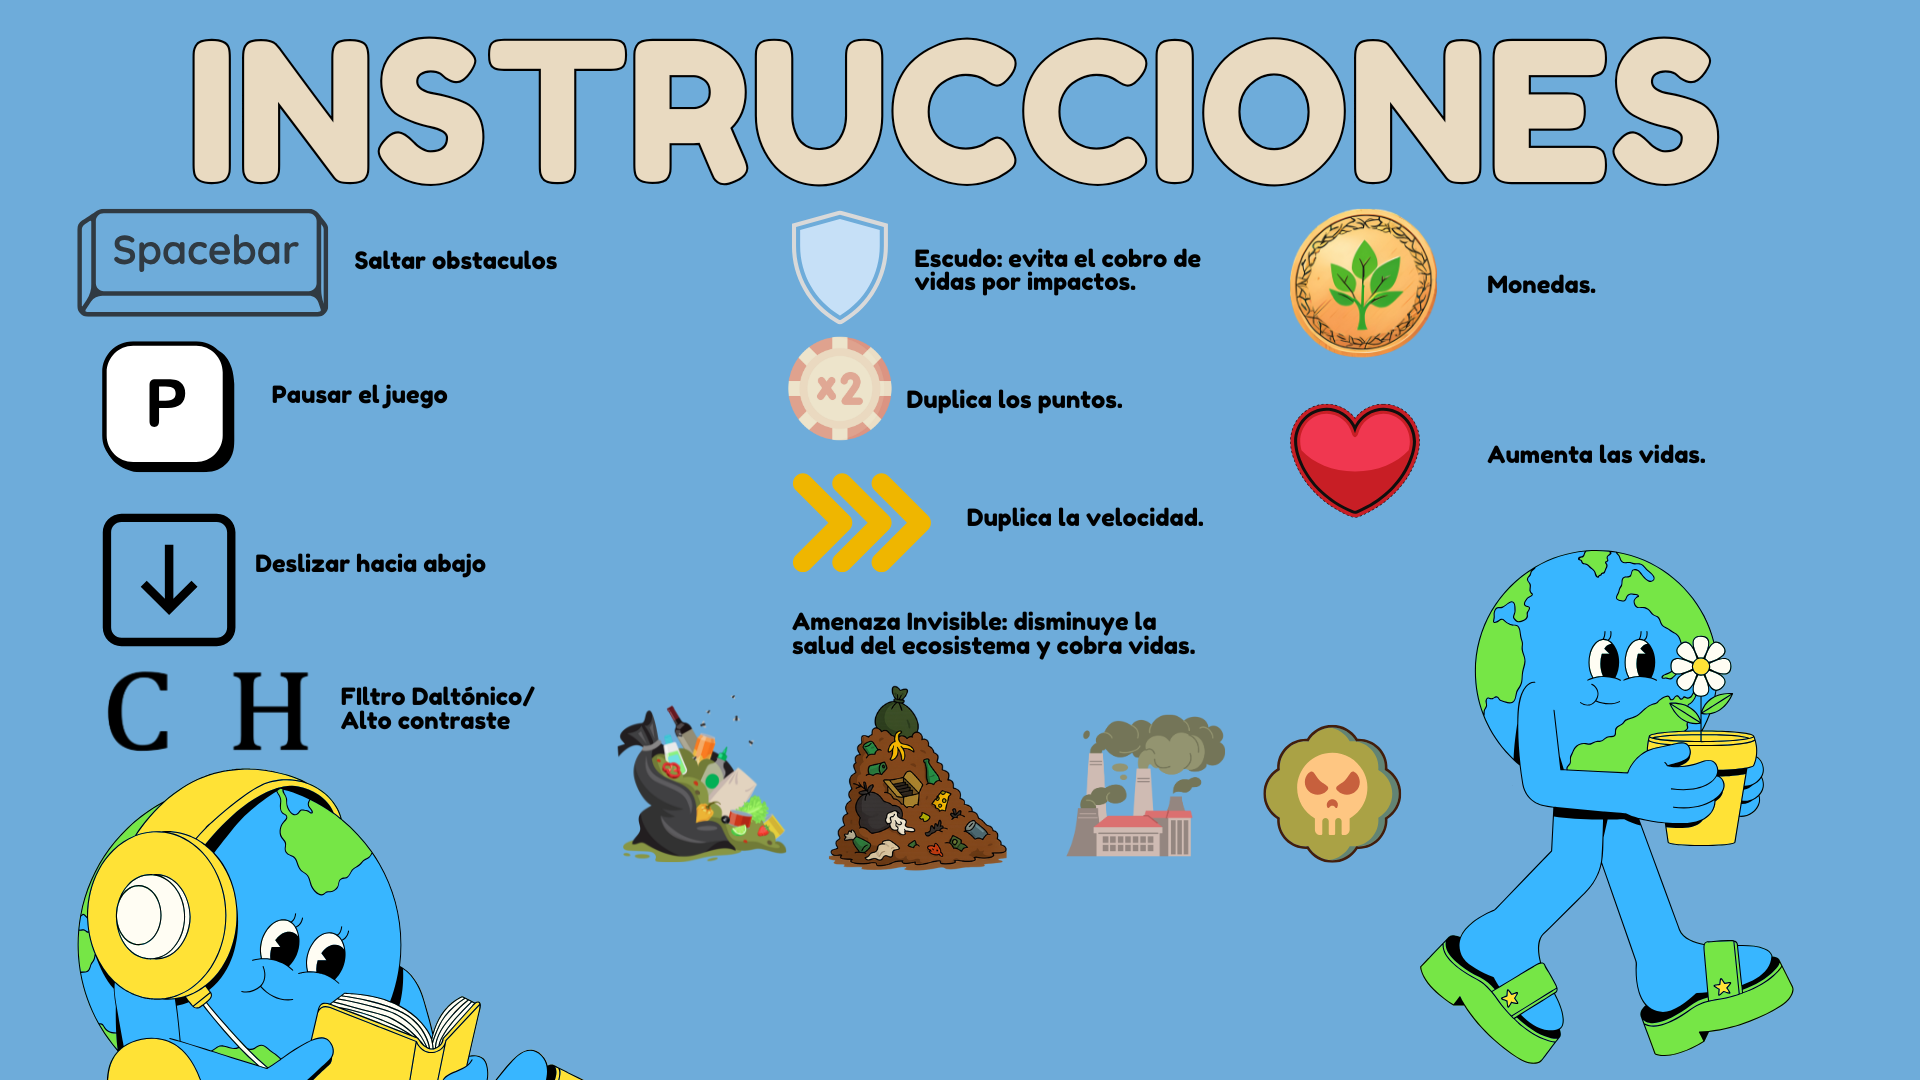 INSTRUCCIONES
Spacebar
Saltar obstaculos
P
Pausar el juego
Deslizar hacia abajo
C H
FIltro Daltónico/
Alto contraste
Escudo: evita el cobro de
vidas por impactos.
x2
Duplica los puntos.
Duplica la velocidad.
Amenaza Invisible: disminuye la
salud del ecosistema y cobra vidas.
Monedas.
Aumenta las vidas.